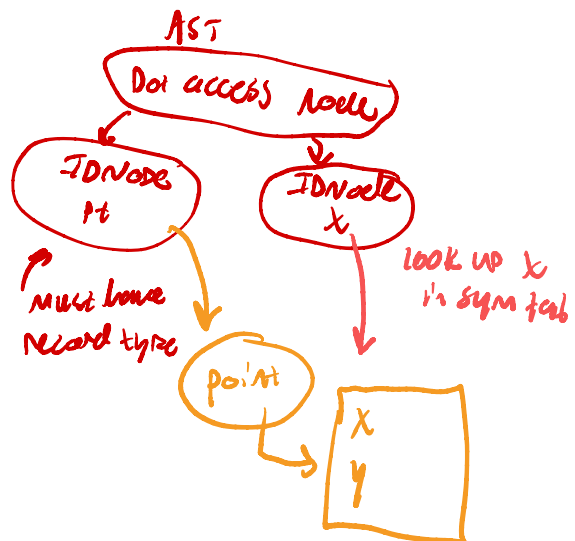 AST
Dot access Node
IDNode
pt
IDNode
x
Must have
record type
look up x
in sym tab
point
x
y